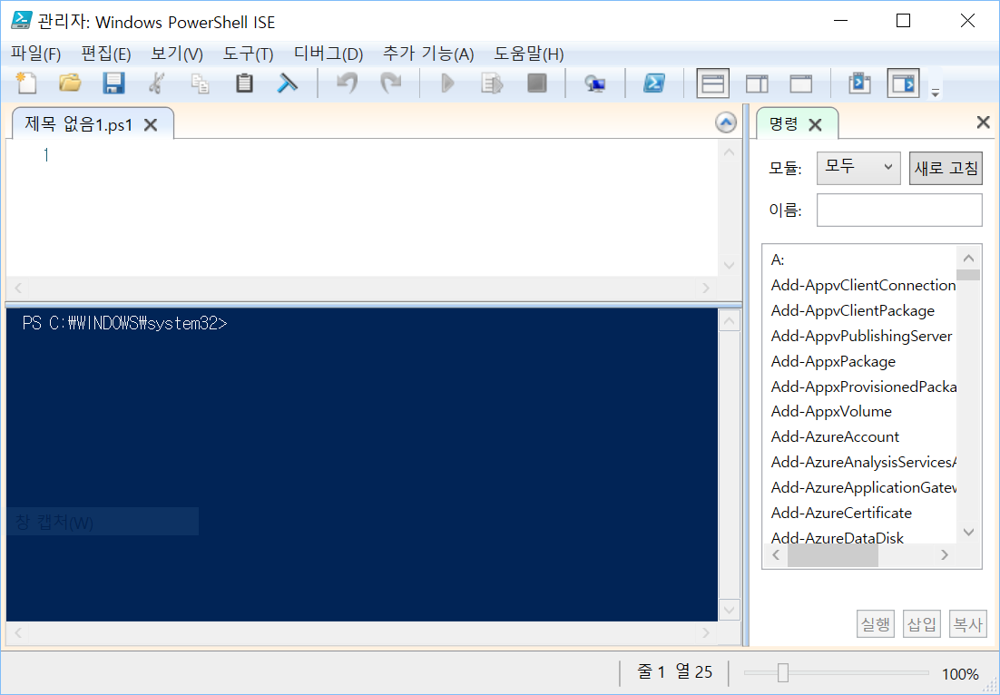 관리자: Windows PowerShell ISE
파일(F) 편집(E) 보기(V) 도구(T) 디버그(D) 추가 기능(A) 도움말(H)
제목 없음1.ps1
1
PS C:₩WINDOWS₩system32>
창 캡처(W)
명령
모듈: 모두 새로 고침
이름:
A:
Add-AppvClientConnection
Add-AppvClientPackage
Add-AppvPublishingServer
Add-AppxPackage
Add-AppxProvisionedPacka
Add-AppxVolume
Add-AzureAccount
Add-AzureAnalysisServicesA
Add-AzureApplicationGatew
Add-AzureCertificate
Add-AzureDataDisk
실행 삽입 복사
줄 1 열 25 100%